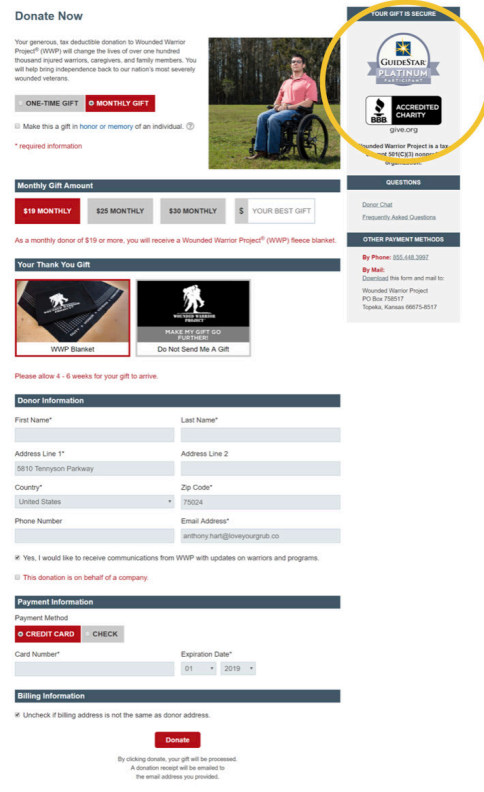 Donate Now
Your generous, tax deductible donation to Wounded Warrior
Project® (WWP) will change the lives of over one hundred
thousand injured warriors, caregivers, and family members. You
will help bring independence back to our nation's most severely
wounded veterans.
ONE-TIME GIFT MONTHLY GIFT
Make this a gift in honor or memory of an individual. ?
* required information
Monthly Gift Amount
$19 MONTHLY $25 MONTHLY $30 MONTHLY $ YOUR BEST GIFT
As a monthly donor of $19 or more, you will receive a Wounded Warrior Project® (WWP) fleece blanket.
Your Thank You Gift
WOUNDED WARRIOR
PROJECT
MAKE MY GIFT GO
FURTHER!
WWP Blanket Do Not Send Me A Gift
Please allow 4 - 6 weeks for your gift to arrive.
Donor Information
First Name* Last Name*
Address Line 1* Address Line 2
5810 Tennyson Parkway
Country* Zip Code*
United States 75024
Phone Number Email Address*
anthony.hart@loveyourgrub.co
Yes, I would like to receive communications from WWP with updates on warriors and programs.
This donation is on behalf of a company.
Payment Information
Payment Method
CREDIT CARD CHECK
Card Number* Expiration Date*
01 2019
Billing Information
Uncheck if billing address is not the same as donor address.
Donate
By clicking donate, your gift will be processed.
A donation receipt will be emailed to
the email address you provided.
YOUR GIFT IS SECURE
GUIDESTAR
PLATINUM
PARTICIPANT
BBB ACCREDITED
CHARITY
give.org
Wounded Warrior Project is a tax
501(C)(3)
organization.
QUESTIONS
Donor Chat
Frequently Asked Questions
OTHER PAYMENT METHODS
By Phone: 855.448.3997
By Mail:
Download this form and mail to:
Wounded Warrior Project
PO Box 758517
Topeka, Kansas 66675-8517